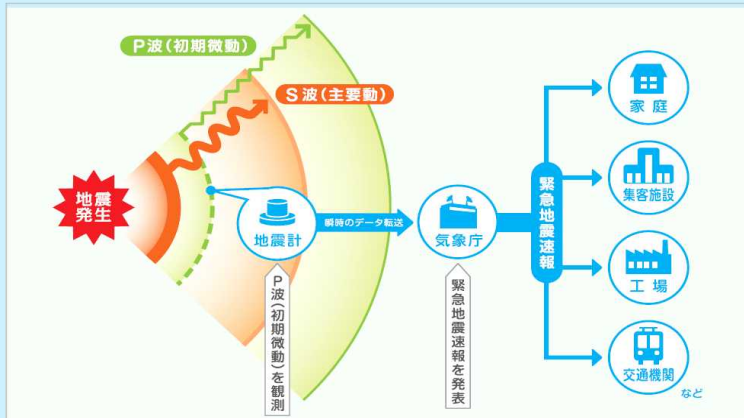 P波(初期微動)
S波(主要動)
地震
発生
地震計
瞬時のデータ転送
気象庁
緊急地震速報
家庭
集客施設
工場
交通機関
など
P波(初期微動)を観測
緊急地震速報を発表